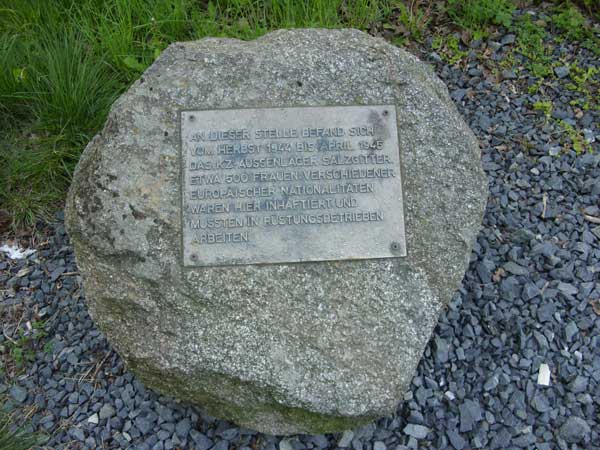 AN DIESER STELLE BEFAND SICH
VOM HERBST 1944 BIS APRIL 1945
DAS KZ AUSSENLAGER SALZGITTER.
ETWA 500 FRAUEN VERSCHIEDENER
EUROPÄISCHER NATIONALITÄTEN
WAREN HIER INHAFTIERT UND
MUSSTEN IN RÜSTUNGSBETRIEBEN
ARBEITEN